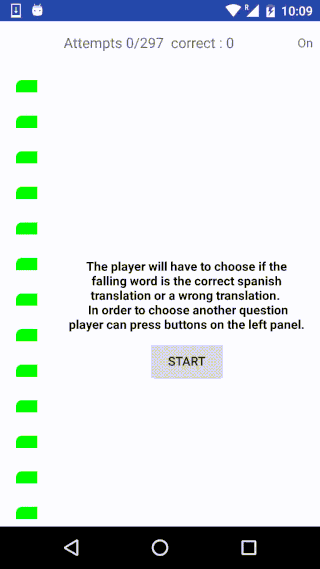 R 10:09
Attempts 0/297 correct : 0 On
The player will have to choose if the
falling word is the correct spanish
translation or a wrong translation.
In order to choose another question
player can press buttons on the left panel.
START